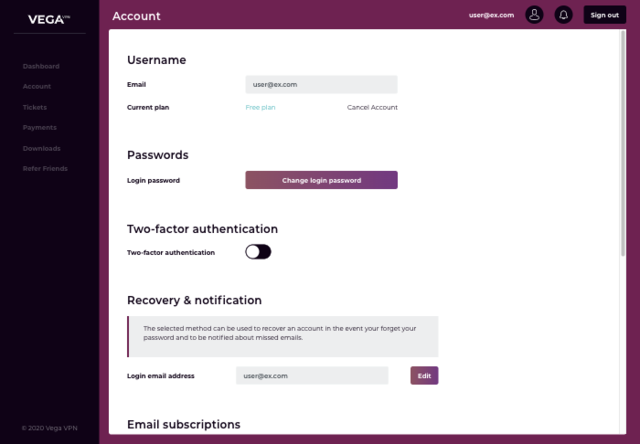 VEGA VPN
Account
user@ex.com
Sign out
Dashboard
Account
Tickets
Payments
Downloads
Refer Friends
© 2020 Vega VPN
Username
Email
user@ex.com
Current plan
Free plan
Cancel Account
Passwords
Login password
Change login password
Two-factor authentication
Two-factor authentication
Recovery & notification
The selected method can be used to recover an account in the event your forget your
password and to be notified about missed emails.
Login email address
user@ex.com
Edit
Email subscriptions